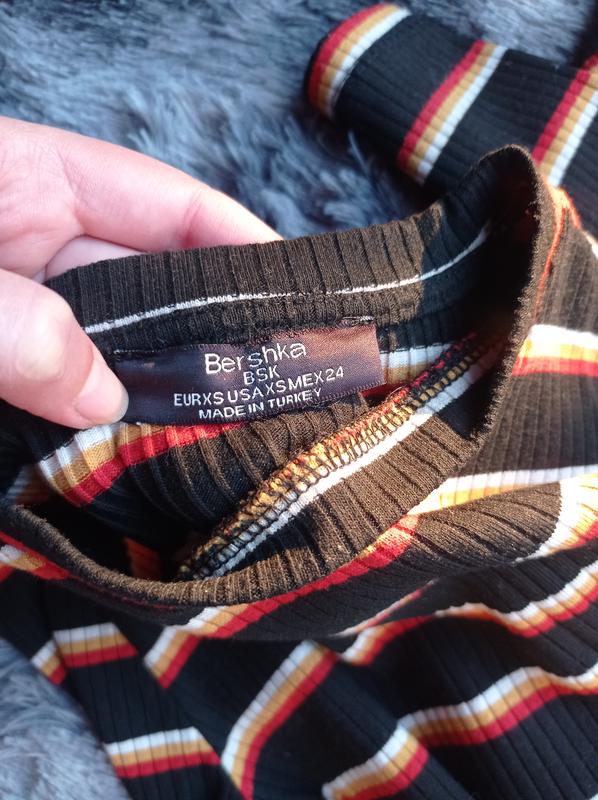 Bershka
BSK
EUR XS USA XS MEX 24
MADE IN TURKEY